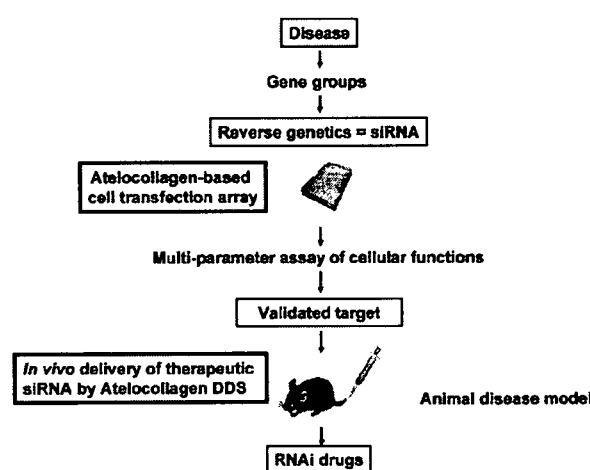 Disease
Gene groups
Reverse genetics = siRNA
Atelocollagen-based
cell transfection array
Multi-parameter assay of cellular functions
Validated target
In vivo delivery of therapeutic
siRNA by Atelocollagen DDS
Animal disease model
RNAi drugs